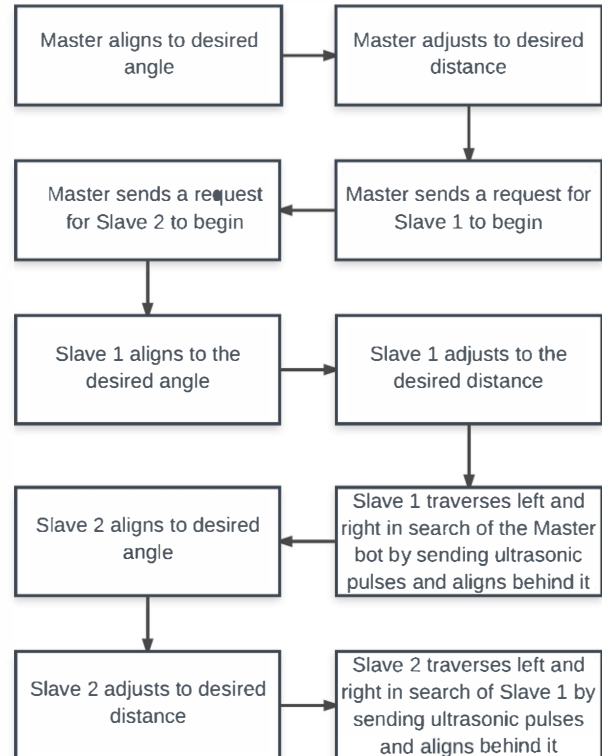 Master aligns to desired
angle
Master adjusts to desired
distance
Master sends a request for
Slave 1 to begin
Master sends a request
for Slave 2 to begin
Slave 1 aligns to the
desired angle
Slave 1 adjusts to the
desired distance
Slave 1 traverses left and
right in search of the Master
bot by sending ultrasonic
pulses and aligns behind it
Slave 2 aligns to desired
angle
Slave 2 adjusts to desired
distance
Slave 2 traverses left and
right in search of Slave 1 by
sending ultrasonic pulses
and aligns behind it